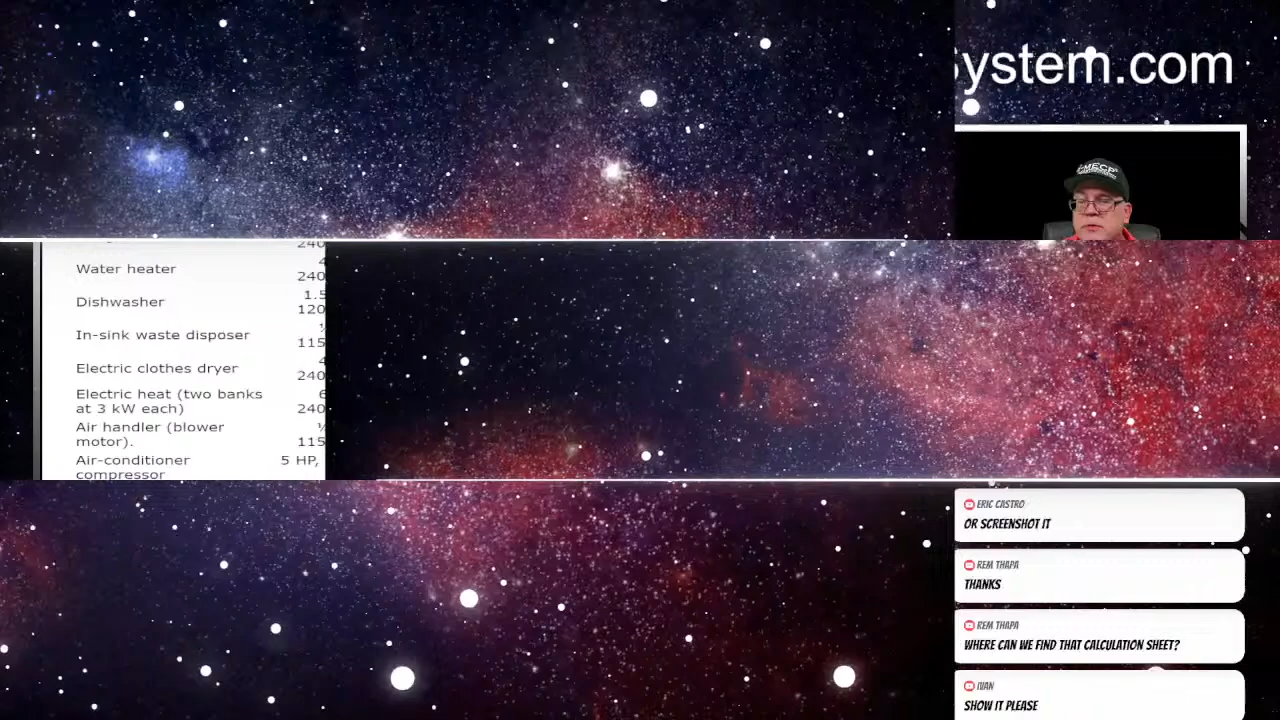 ystem.com
MECP
240
Water heater
240
Dishwasher
1.5
120
In-sink waste disposer
115
Electric clothes dryer
240
Electric heat (two banks
at 3 kW each)
240
Air handler (blower
motor).
115
Air-conditioner 5 HP,
compressor
ERIC CASTRO
OR SCREENSHOT IT
REM THAPA
THANKS
REM THAPA
WHERE CAN WE FIND THAT CALCULATION SHEET?
IVAN
SHOW IT PLEASE